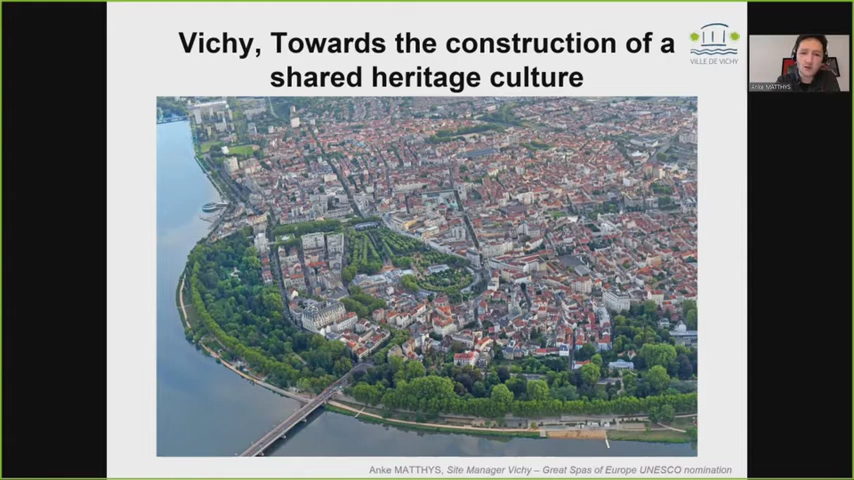 Vichy, Towards the construction of a
shared heritage culture
VILLE DE VICHY
Anke MATTHYS
Anke MATTHYS, Site Manager Vichy – Great Spas of Europe UNESCO nomination